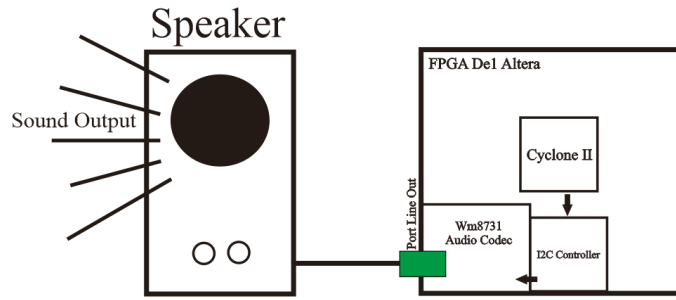 Speaker
Sound Output
FPGA De1 Altera
Cyclone II
Port Line Out
Wm8731
Audio Codec
I2C Controller